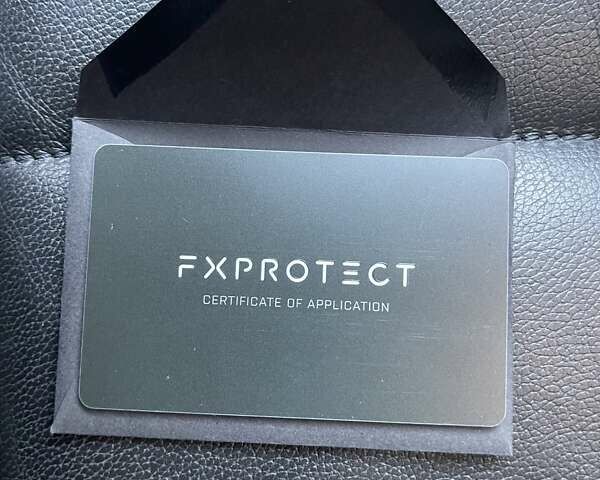 FXPROTECT
CERTIFICATE OF APPLICATION